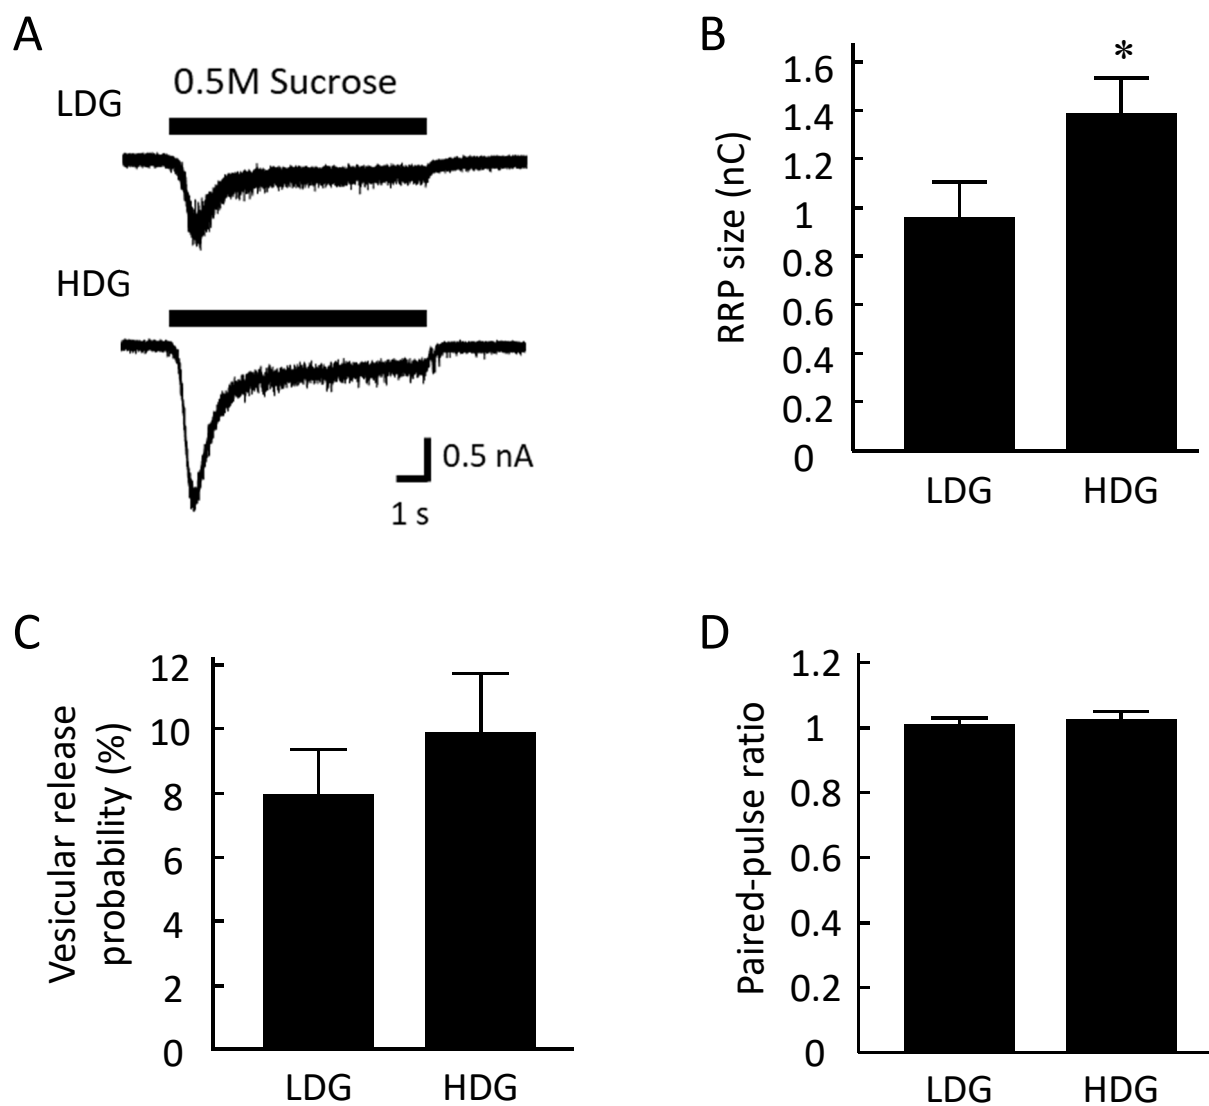 A
0.5M Sucrose
LDG
HDG
0.5 nA
1 s
B
*
RRP size (nC)
1.6
1.4
1.2
1
0.8
0.6
0.4
0.2
0
LDG HDG
C
Vesicular release
probability (%)
12
10
8
6
4
2
0
LDG HDG
D
Paired-pulse ratio
1.2
1
0.8
0.6
0.4
0.2
0
LDG HDG